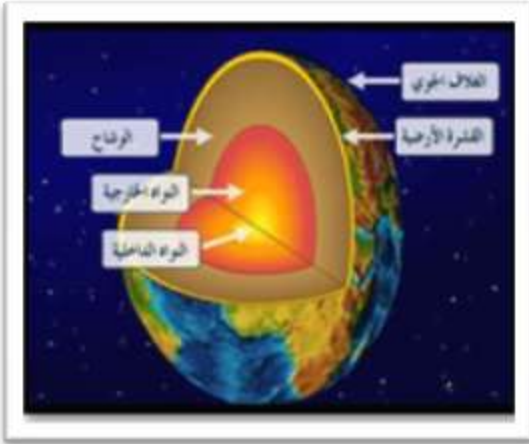 الغلاف الجوي
القشرة الأرضية
الوشاح
النواة الخارجية
النواة الداخلية